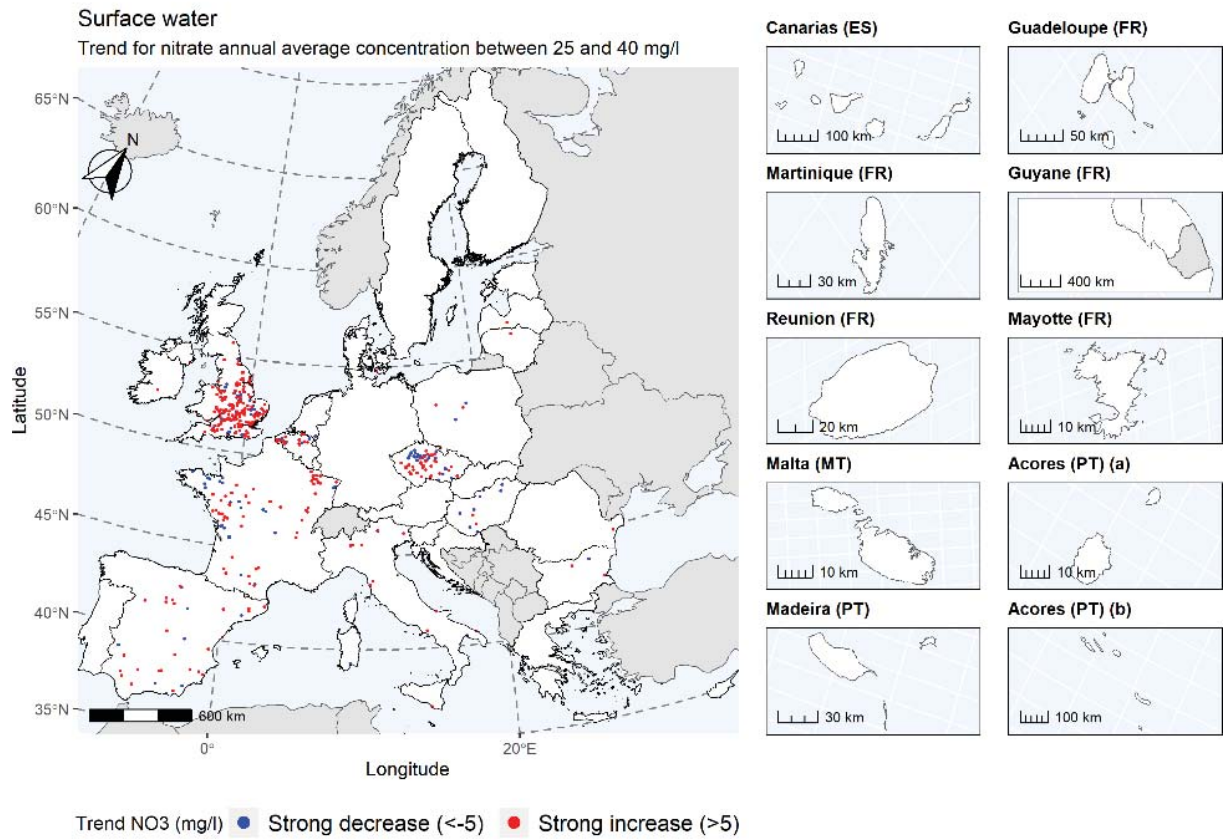 Surface water
Trend for nitrate annual average concentration between 25 and 40 mg/l
65°N
60°N
55°N
50°N
45°N
40°N
35°N
Latitude
N
600 km
0°
20°E
Longitude
Canarias (ES)
100 km
Guadeloupe (FR)
50 km
Martinique (FR)
30 km
Guyane (FR)
400 km
Reunion (FR)
20 km
Mayotte (FR)
10 km
Malta (MT)
10 km
Acores (PT) (a)
10 km
Madeira (PT)
30 km
Acores (PT) (b)
100 km
Trend NO3 (mg/l) Strong decrease (<-5) Strong increase (>5)